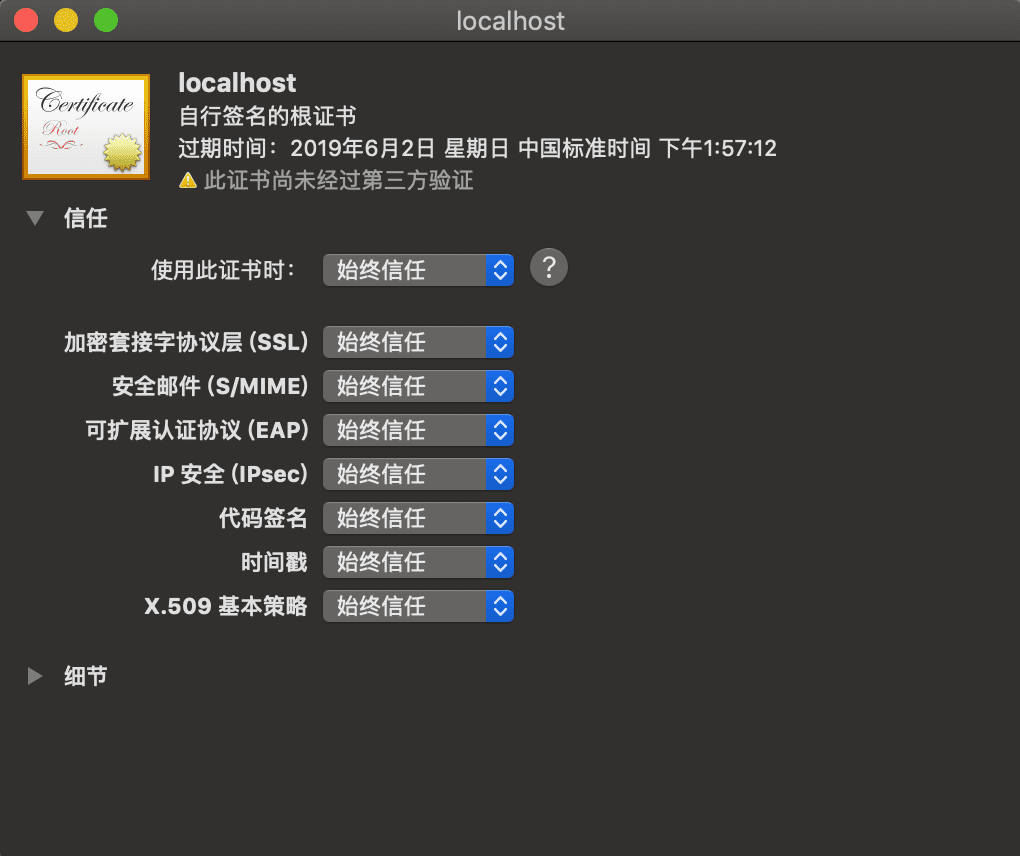 localhost
Certificate
Root
localhost
自行签名的根证书
过期时间：2019年6月2日 星期日 中国标准时间 下午1:57:12
此证书尚未经过第三方验证
信任
使用此证书时： 始终信任 ?
加密套接字协议层 (SSL) 始终信任
安全邮件 (S/MIME) 始终信任
可扩展认证协议 (EAP) 始终信任
IP 安全 (IPsec) 始终信任
代码签名 始终信任
时间戳 始终信任
X.509 基本策略 始终信任
细节